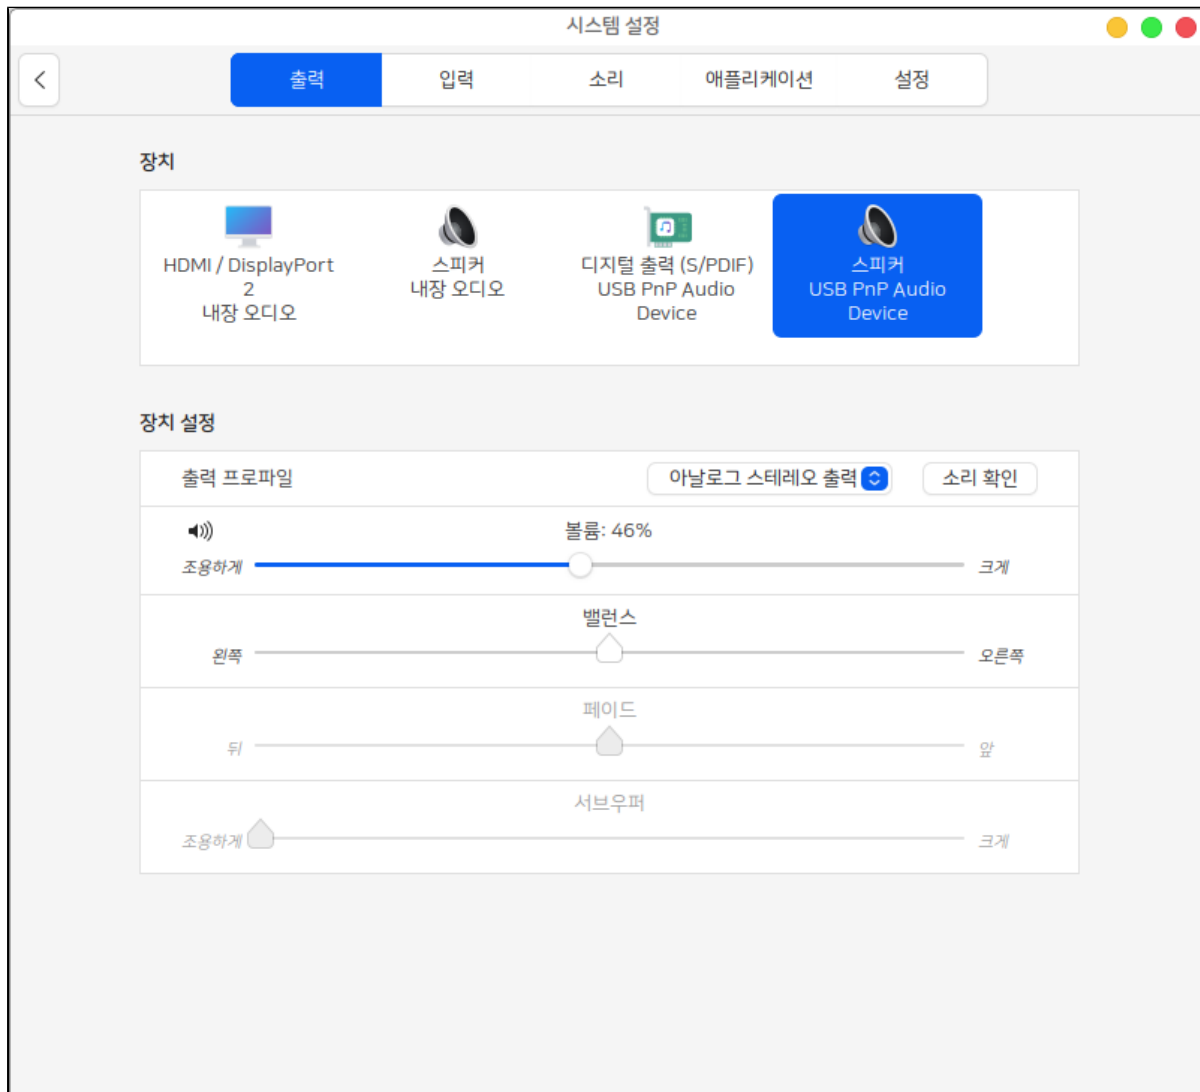 시스템 설정
출력
입력
소리
애플리케이션
설정
장치
HDMI / DisplayPort
2
내장 오디오
스피커
내장 오디오
디지털 출력 (S/PDIF)
USB PnP Audio
Device
스피커
USB PnP Audio
Device
장치 설정
출력 프로파일
아날로그 스테레오 출력
소리 확인
볼륨: 46%
조용하게
크게
밸런스
왼쪽
오른쪽
페이드
뒤
앞
서브우퍼
조용하게
크게